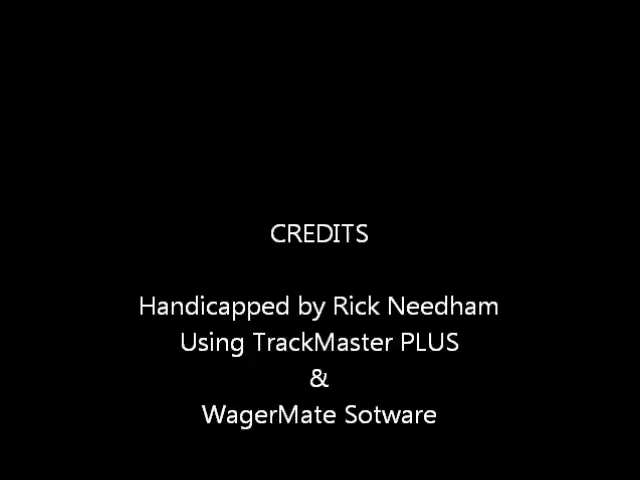 CREDITS
Handicapped by Rick Needham
Using TrackMaster PLUS
&
WagerMate Sotware